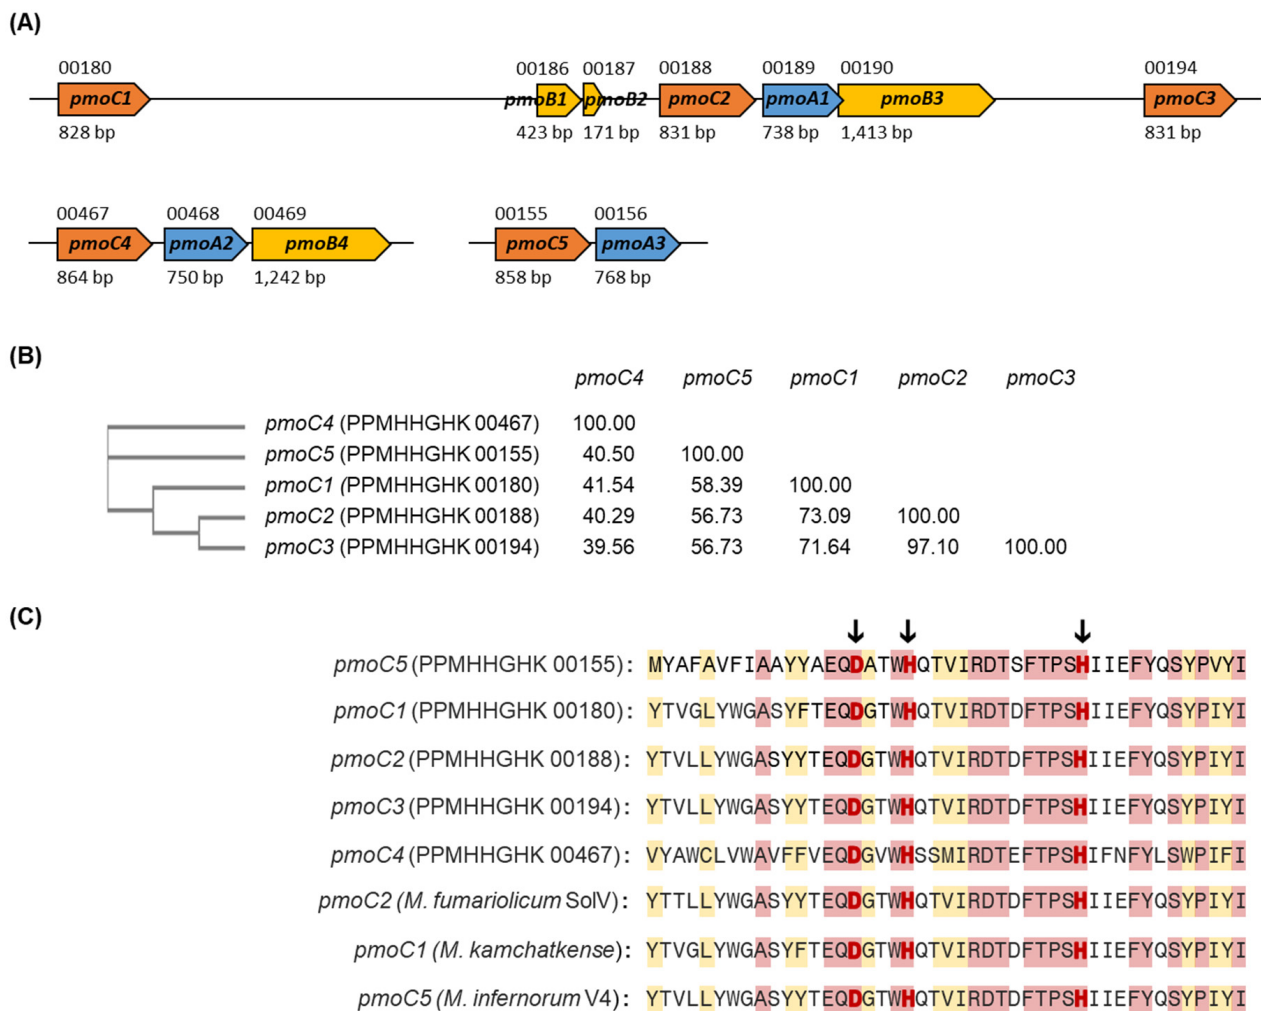 (A)
00180 00186 00187 00188 00189 00190 00194
pmoC1 pmoB1 pmoB2 pmoC2 pmoA1 pmoB3 pmoC3
828 bp 423 bp 171 bp 831 bp 738 bp 1,413 bp 831 bp
00467 00468 00469 00155 00156
pmoC4 pmoA2 pmoB4 pmoC5 pmoA3
864 bp 750 bp 1,242 bp 858 bp 768 bp
(B)
pmoC4 pmoC5 pmoC1 pmoC2 pmoC3
pmoC4 (PPMHHGHK 00467) 100.00
pmoC5 (PPMHHGHK 00155) 40.50 100.00
pmoC1 (PPMHHGHK 00180) 41.54 58.39 100.00
pmoC2 (PPMHHGHK 00188) 40.29 56.73 73.09 100.00
pmoC3 (PPMHHGHK 00194) 39.56 56.73 71.64 97.10 100.00
(C)
pmoC5 (PPMHHGHK 00155): MYAFAVFIAAYYAEQDATWHQTVIRDTSFTPSHIIEFYQSYPVYI
pmoC1 (PPMHHGHK 00180): YTVGLYWGASYFTEQDGTWHQTVIRDTDFTPSHIIEFYQSYPIYI
pmoC2 (PPMHHGHK 00188): YTVLLYWGASYYTEQDGTWHQTVIRDTDFTPSHIIEFYQSYPIYI
pmoC3 (PPMHHGHK 00194): YTVLLYWGASYYTEQDGTWHQTVIRDTDFTPSHIIEFYQSYPIYI
pmoC4 (PPMHHGHK 00467): VYAWCLVWAVFFVEQDGVWHSSMIRDTEFTPSHIFNFYLSWPIFI
pmoC2 (M. fumariolicum SolV): YTTLLYWGASYYTEQDGTWHQTVIRDTDFTPSHIIEFYQSYPIYI
pmoC1 (M. kamchatkense): YTVGLYWGASYFTEQDGTWHQTVIRDTDFTPSHIIEFYQSYPIYI
pmoC5 (M. infernorum V4): YTVLLYWGASYYTEQDGTWHQTVIRDTDFTPSHIIEFYQSYPIYI